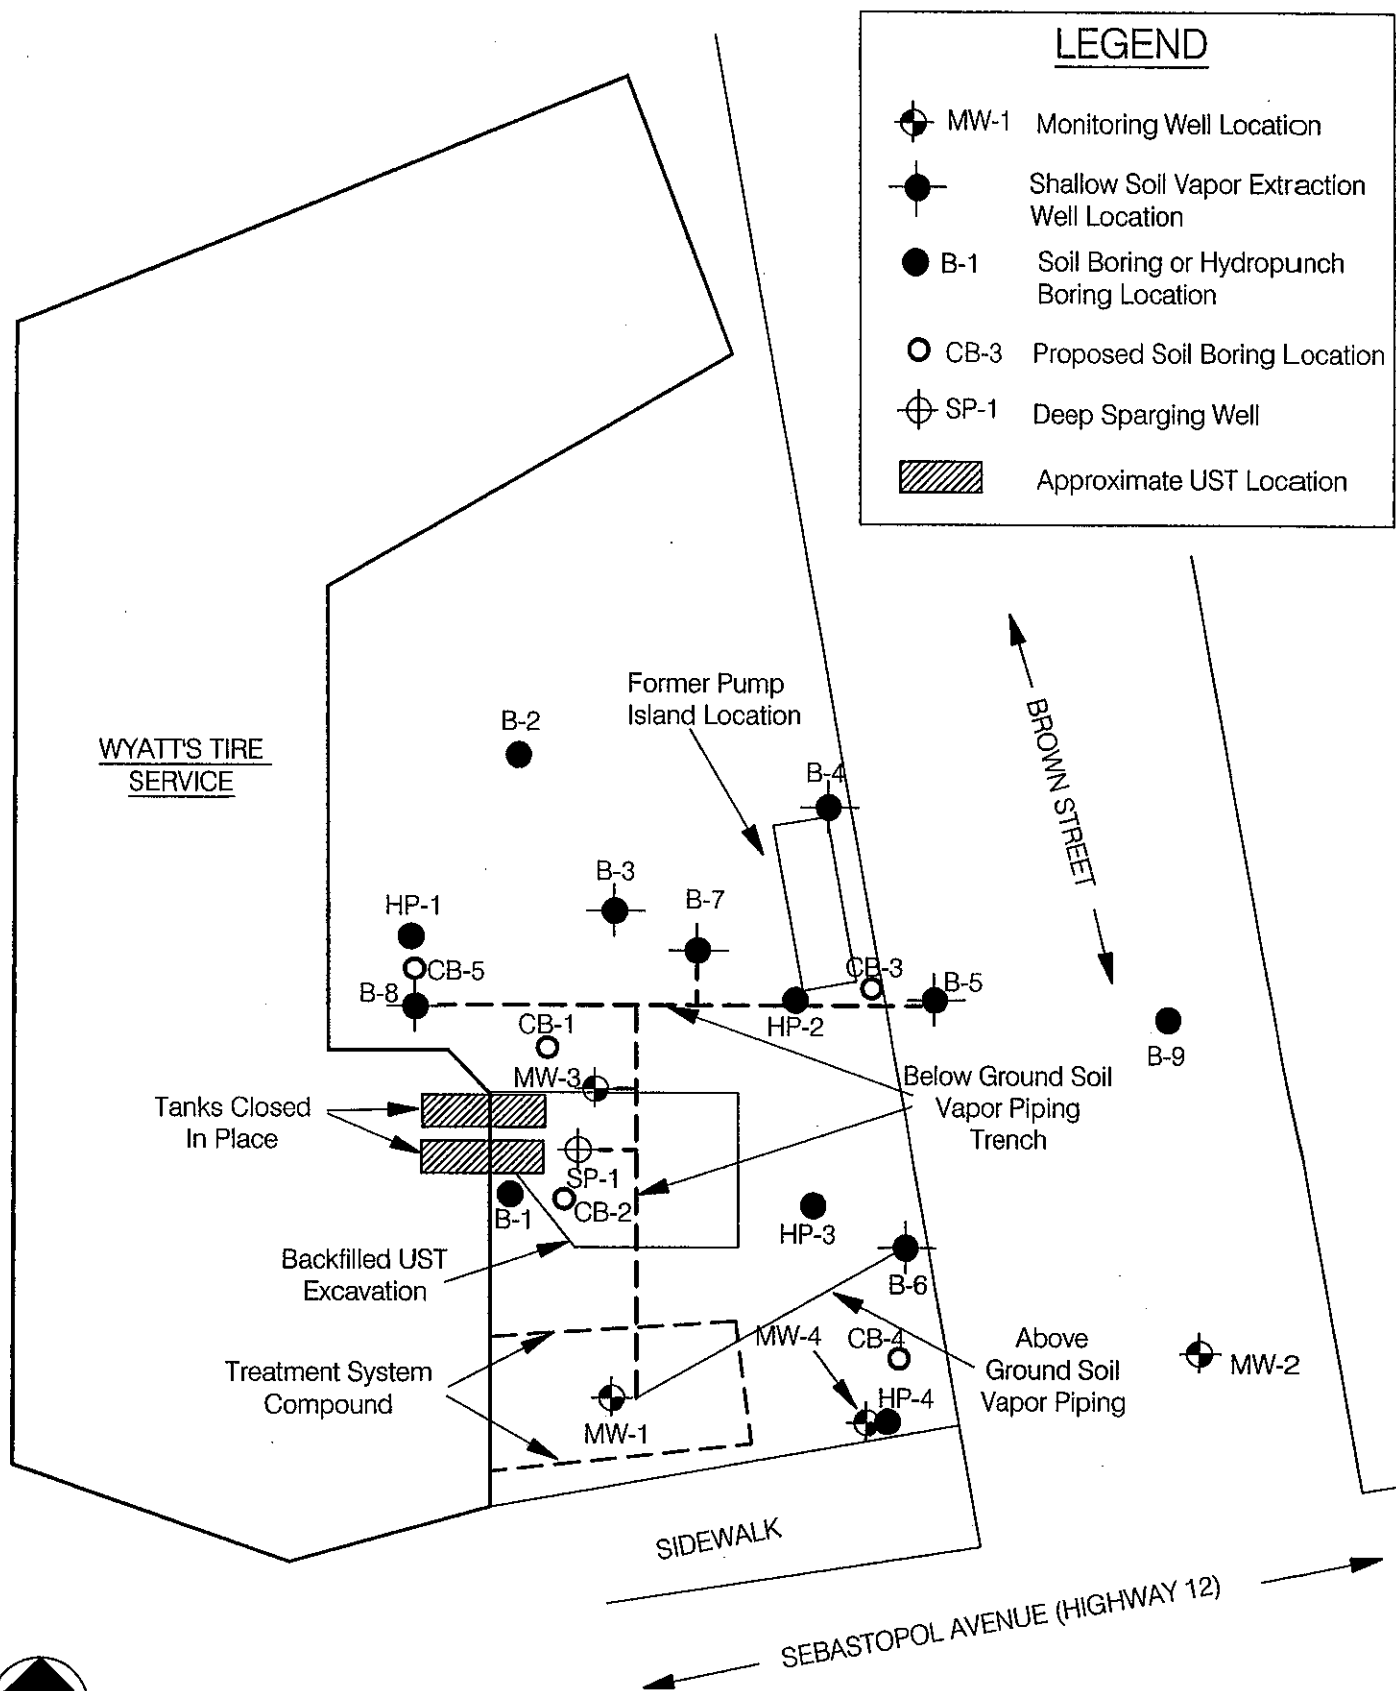 LEGEND
MW-1 Monitoring Well Location
Shallow Soil Vapor Extraction
Well Location
B-1 Soil Boring or Hydropunch
Boring Location
CB-3 Proposed Soil Boring Location
SP-1 Deep Sparging Well
Approximate UST Location
Former Pump
Island Location
B-2
WYATT'S TIRE
SERVICE
BROWN STREET
B-4
B-3
B-7
HP-1
CB-5
CB-3
B-8
B-5
HP-2
CB-1
B-9
MW-3
Below Ground Soil
Vapor Piping
Trench
Tanks Closed
In Place
SP-1
B-1
CB-2
HP-3
Backfilled UST
Excavation
B-6
MW-4
CB-4
Above
Ground Soil
Vapor Piping
MW-2
Treatment System
Compound
HP-4
MW-1
SIDEWALK
SEBASTOPOL AVENUE (HIGHWAY 12)